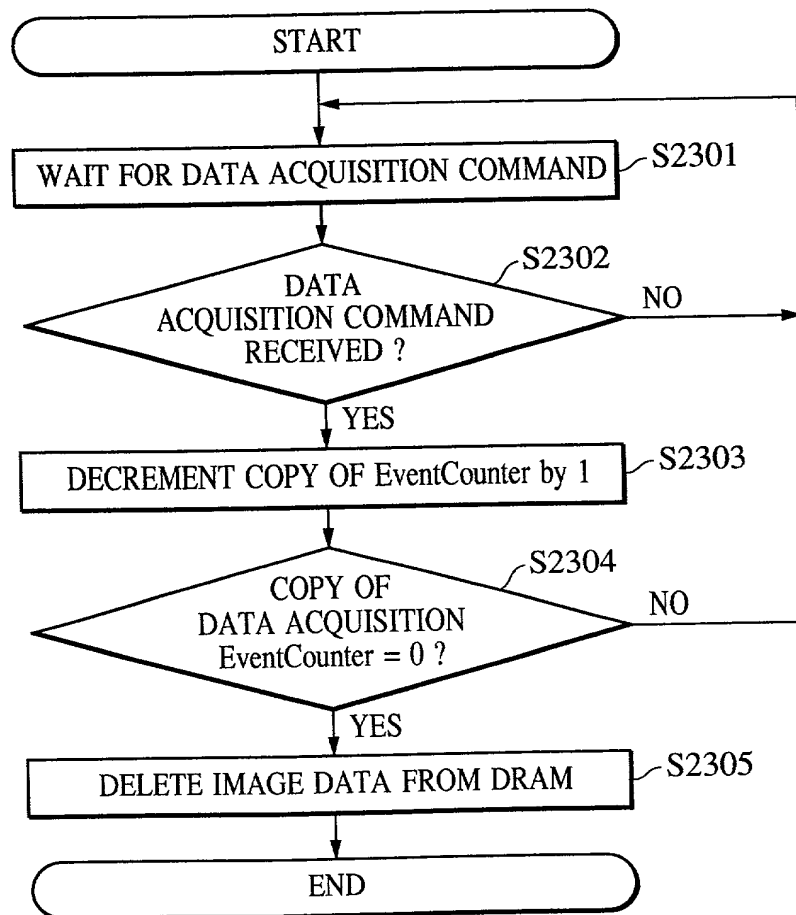 START
WAIT FOR DATA ACQUISITION COMMAND
S2301
S2302
DATA
ACQUISITION COMMAND
RECEIVED ?
NO
YES
DECREMENT COPY OF EventCounter by 1
S2303
S2304
COPY OF
DATA ACQUISITION
EventCounter = 0 ?
NO
YES
DELETE IMAGE DATA FROM DRAM
S2305
END